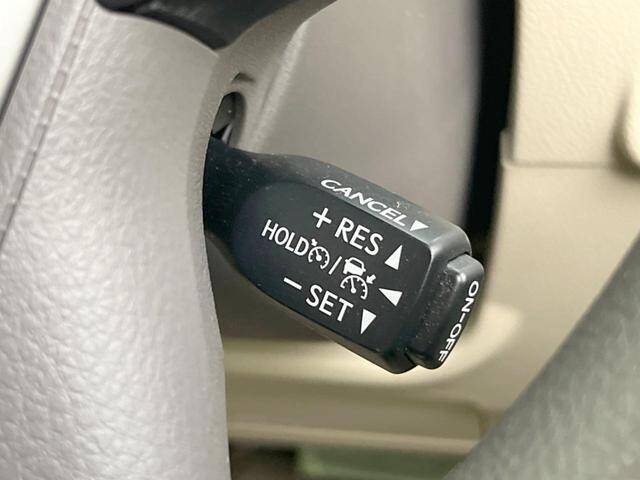 CANCEL▼
+ RES ▲
HOLD / ◀
− SET ▼
ON-OFF